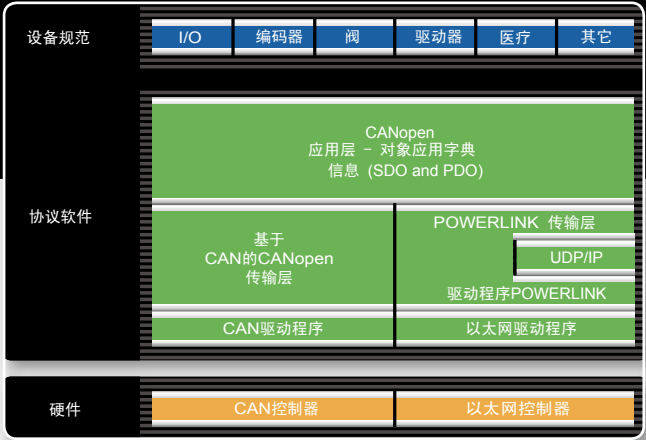 设备规范
I/O
编码器
阀
驱动器
医疗
其它
协议软件
CANopen
应用层 - 对象应用字典
信息 (SDO and PDO)
基于
CAN的CANopen
传输层
POWERLINK 传输层
UDP/IP
驱动程序POWERLINK
CAN驱动程序
以太网驱动程序
硬件
CAN控制器
以太网控制器